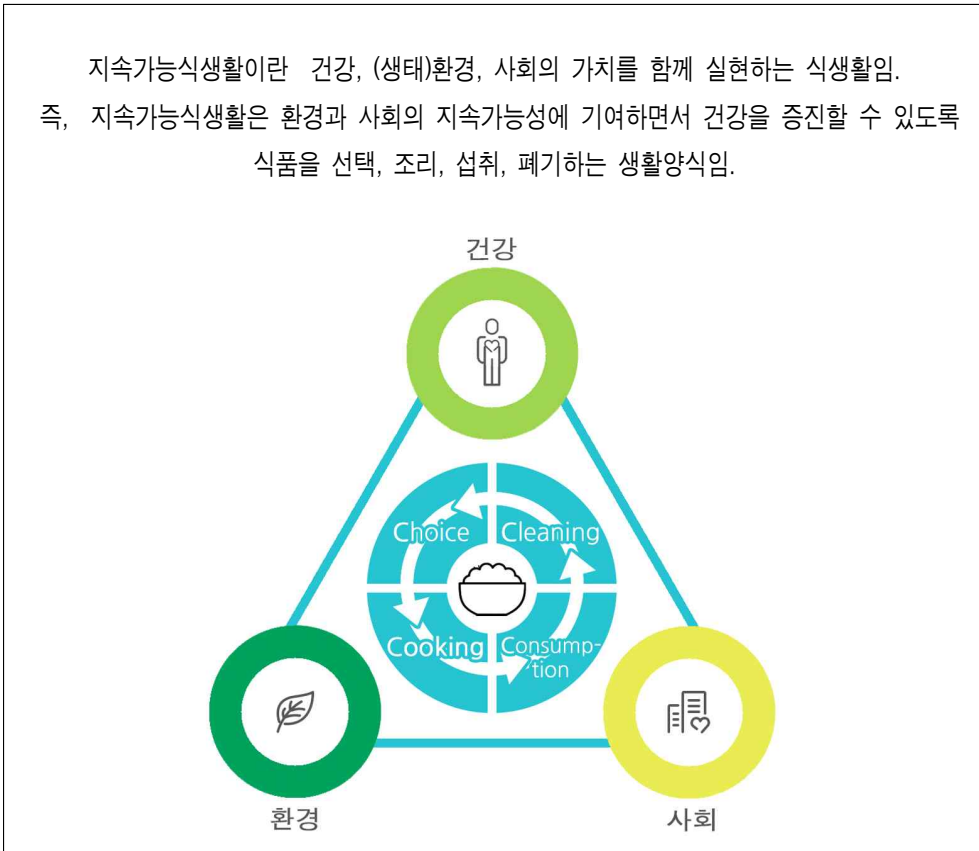 지속가능식생활이란 건강, (생태)환경, 사회의 가치를 함께 실현하는 식생활임.
즉, 지속가능식생활은 환경과 사회의 지속가능성에 기여하면서 건강을 증진할 수 있도록
식품을 선택, 조리, 섭취, 폐기하는 생활양식임.
건강
Choice
Cleaning
Cooking
Consump-
tion
환경
사회